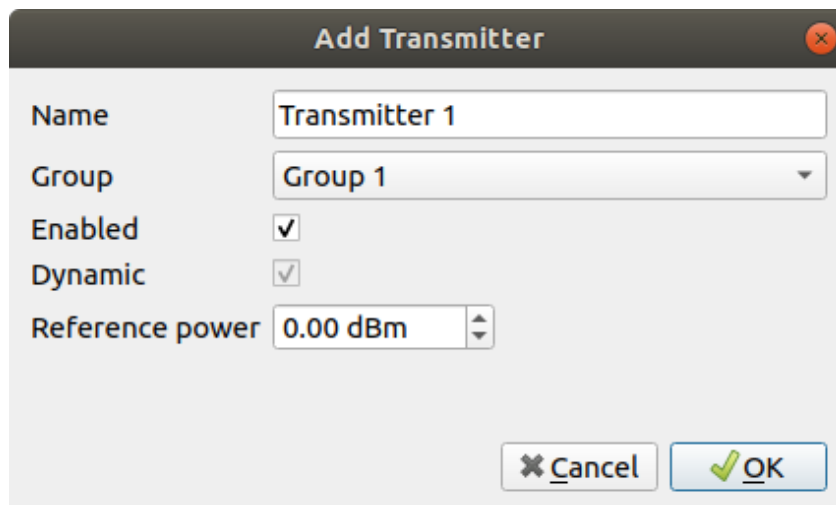 Add Transmitter
Name Transmitter 1
Group Group 1
Enabled
Dynamic
Reference power 0.00 dBm
Cancel OK